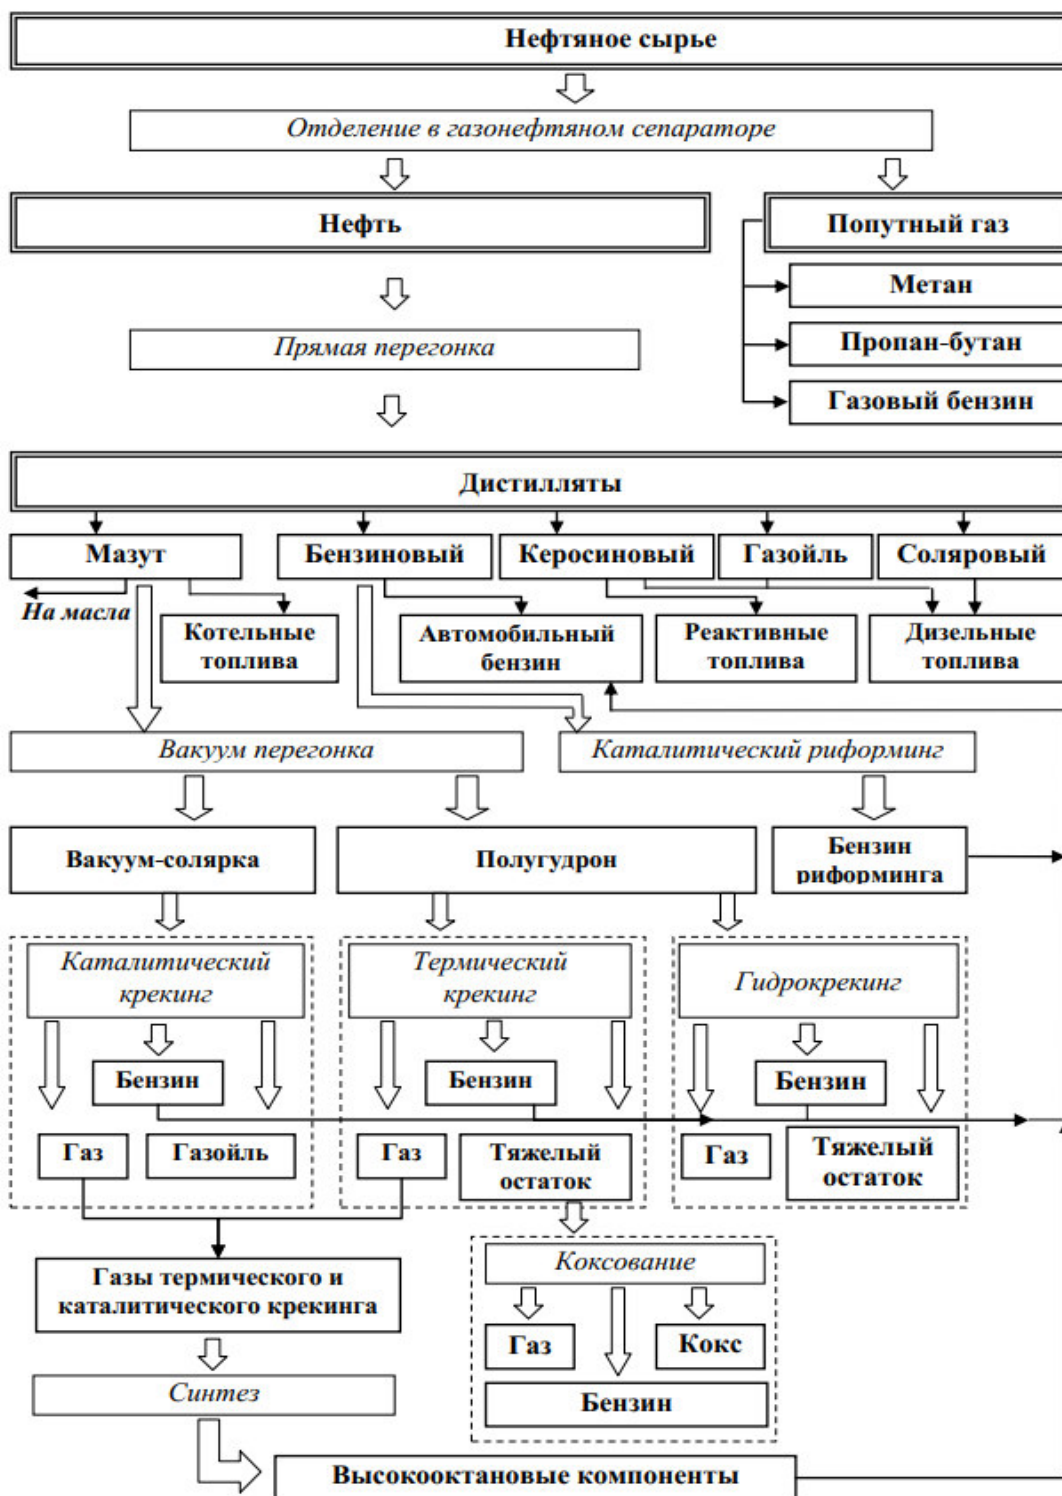 Нефтяное сырье
Отделение в газонефтяном сепараторе
Нефть
Попутный газ
Метан
Прямая перегонка
Пропан-бутан
Газовый бензин
Дистилляты
Мазут
Бензиновый
Керосиновый
Газойль
Соляровый
На масла
Котельные
топлива
Автомобильный
бензин
Реактивные
топлива
Дизельные
топлива
Вакуум перегонка
Каталитический риформинг
Вакуум-солярка
Полугудрон
Бензин
риформинга
Каталитический
крекинг
Термический
крекинг
Гидрокрекинг
Бензин
Бензин
Бензин
Газ
Газойль
Газ
Тяжелый
остаток
Газ
Тяжелый
остаток
Газы термического и
каталитического крекинга
Коксование
Газ
Кокс
Бензин
Синтез
Высокооктановые компоненты